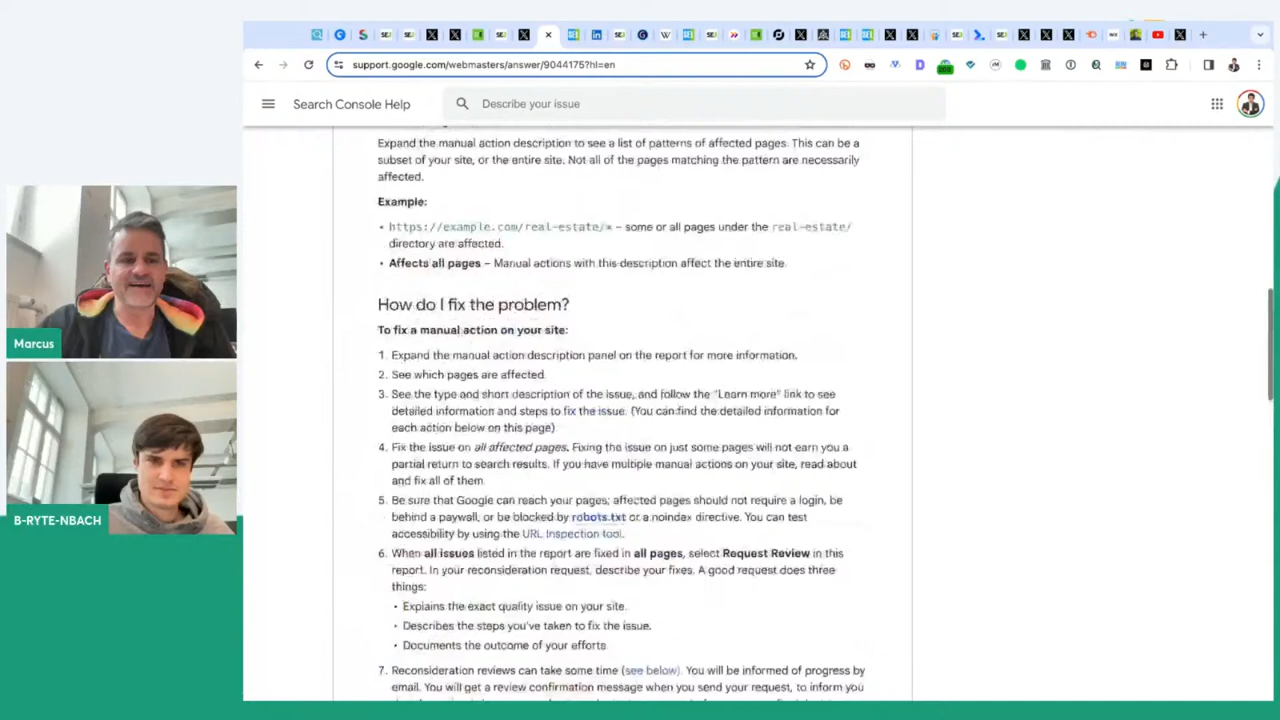 support.google.com/webmasters/answer/9044175?hl=en
Search Console Help
Describe your issue
Expand the manual action description to see a list of patterns of affected pages. This can be a
subset of your site, or the entire site. Not all of the pages matching the pattern are necessarily
affected.
Example:
• https://example.com/real-estate/* – some or all pages under the real-estate/
directory are affected.
• Affects all pages – Manual actions with this description affect the entire site.
How do I fix the problem?
To fix a manual action on your site:
1. Expand the manual action description panel on the report for more information.
2. See which pages are affected.
3. See the type and short description of the issue, and follow the "Learn more" link to see
detailed information and steps to fix the issue. (You can find the detailed information for
each action below on this page)
4. Fix the issue on all affected pages. Fixing the issue on just some pages will not earn you a
partial return to search results. If you have multiple manual actions on your site, read about
and fix all of them.
5. Be sure that Google can reach your pages; affected pages should not require a login, be
behind a paywall, or be blocked by robots.txt or a noindex directive. You can test
accessibility by using the URL Inspection tool.
6. When all issues listed in the report are fixed in all pages, select Request Review in this
report. In your reconsideration request, describe your fixes. A good request does three
things:
• Explains the exact quality issue on your site.
• Describes the steps you've taken to fix the issue.
• Documents the outcome of your efforts
7. Reconsideration reviews can take some time (see below). You will be informed of progress by
email. You will get a review confirmation message when you send your request, to inform you
Marcus
B-RYTE-NBACH